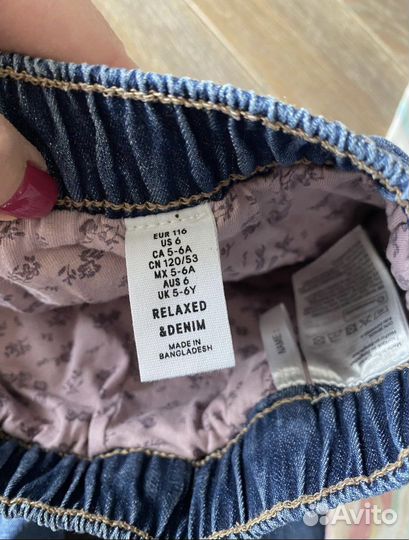 EUR 116
US 6
CA 5-6A
CN 120/53
MX 5-6A
AUS 6
UK 5-6Y
RELAXED
&DENIM
MADE IN
BANGLADESH
Avito